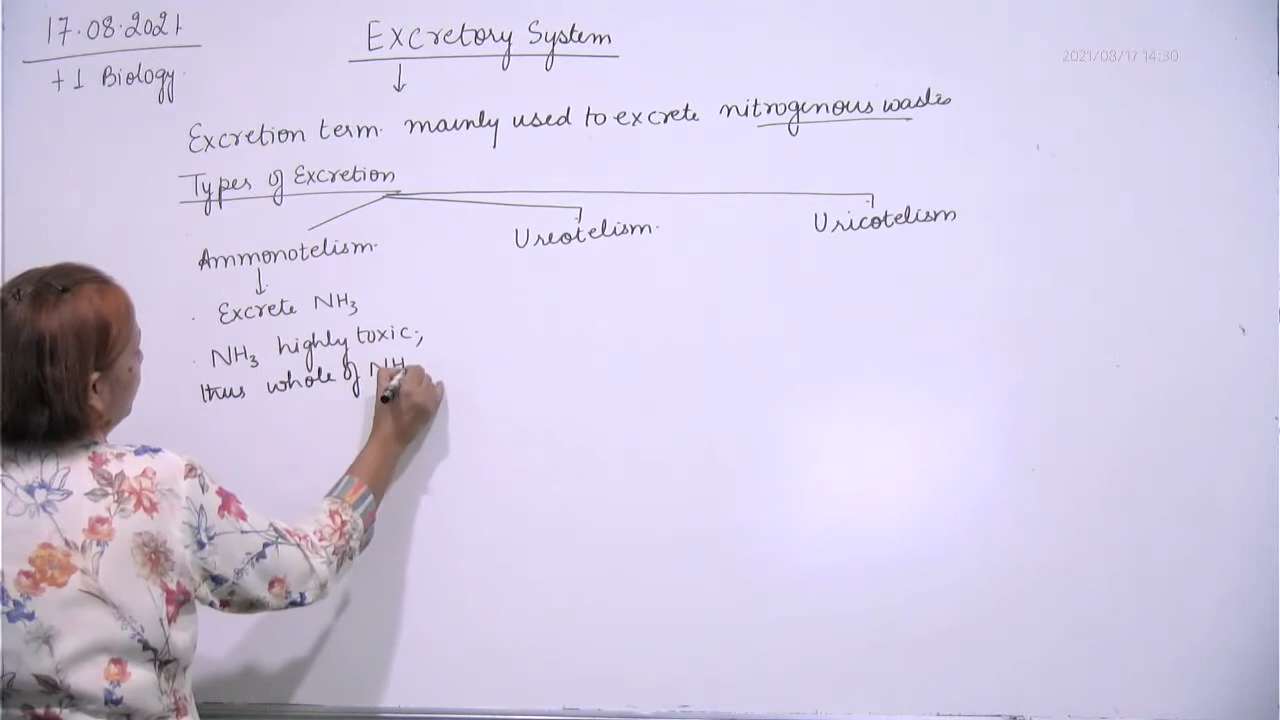 17.08.2021
+1 Biology
Excretory System
2021/08/17 14:30
Excretion term mainly used to excrete nitrogenous wastes
Types of Excretion
Ammonotelism Ureotelism Uricotelism
Excrete NH3
NH3 highly toxic;
thus whole of NH